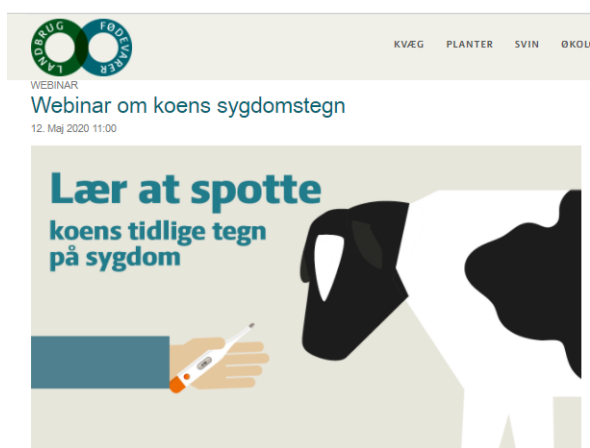 LANDBRUG FØDEVARER
KVÆG PLANTER SVIN
WEBINAR
Webinar om koens sygdomstegn
12. Maj 2020 11:00
Lær at spotte
koens tidlige tegn
på sygdom